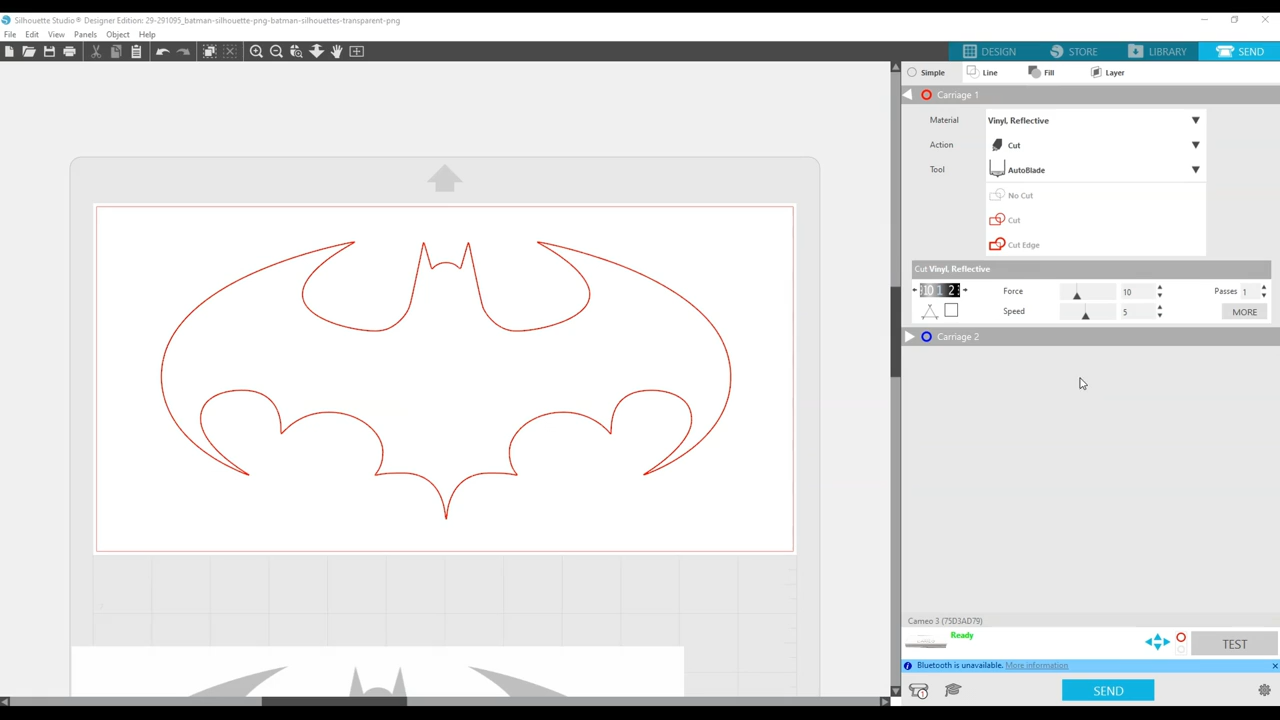 Silhouette Studio® Designer Edition: 29-291095_batman-silhouette-png-batman-silhouettes-transparent-png
File Edit View Panels Object Help
DESIGN STORE LIBRARY SEND
Simple Line Fill Layer
Carriage 1
Material Vinyl, Reflective
Action Cut
Tool AutoBlade
No Cut
Cut
Cut Edge
Cut Vinyl, Reflective
10 1 2 Force 10 Passes 1
Speed 5 MORE
Carriage 2
Cameo 3 (75D3AD79)
Ready
TEST
Bluetooth is unavailable. More information
SEND